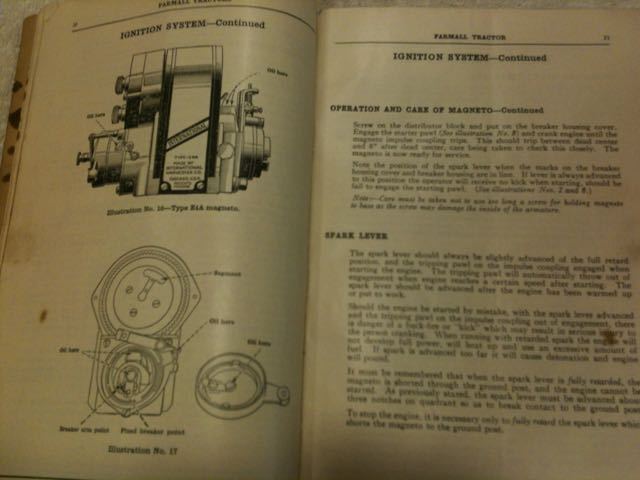 FARMALL TRACTORS
IGNITION SYSTEM—Continued
Oil here
Oil here
INTERNATIONAL
TYPE E4A
MADE BY
INTERNATIONAL
HARVESTER CO.
CHICAGO, U.S.A.
Illustration No. 16—Type E4A magneto.
Segment
Oil here
Oil here
Oil here
Breaker arm point
Fixed breaker point
Illustration No. 17
FARMALL TRACTOR
21
IGNITION SYSTEM—Continued
OPERATION AND CARE OF MAGNETO—Continued
Screw on the distributor block and put on the breaker housing cover.
Engage the starter pawl (See illustration No. 8) and crank engine until the
magneto impulse coupling trips. This should trip between dead center
and 6° after dead center, care being taken to check this closely. The
magneto is now ready for service.
Note the position of the spark lever when the marks on the breaker
housing cover and breaker housing are in line. If lever is always advanced
to this position the operator will receive no kick when starting, should he
fail to engage the starting pawl. (See illustrations Nos. 2 and 8.)
Note:—Care must be taken not to use too long a screw for holding magneto
to base as the screw may damage the inside of the armature.
SPARK LEVER
The spark lever should always be slightly advanced of the full retard
position, and the tripping pawl on the impulse coupling engaged when
starting the engine. The tripping pawl will automatically throw out of
engagement when engine reaches a certain speed after starting. The
spark lever should be advanced after the engine has been warmed up
or put to work.
Should the engine be started by mistake, with the spark lever advanced
and the tripping pawl on the impulse coupling out of engagement, there
is danger of a back-fire or "kick" which may result in serious injury to
the person cranking. When running with retarded spark the engine will
not develop full power, will heat up and use an excessive amount of
fuel. If spark is advanced too far it will cause detonation and engine
will pound.
It must be remembered that when the spark lever is fully retarded, the
magneto is shorted through the ground post, and the engine cannot be
started. As previously stated, the spark lever must be advanced about
three notches on quadrant so as to break contact to the ground post.
To stop the engine, it is necessary only to fully retard the spark lever which
shorts the magneto to the ground post.